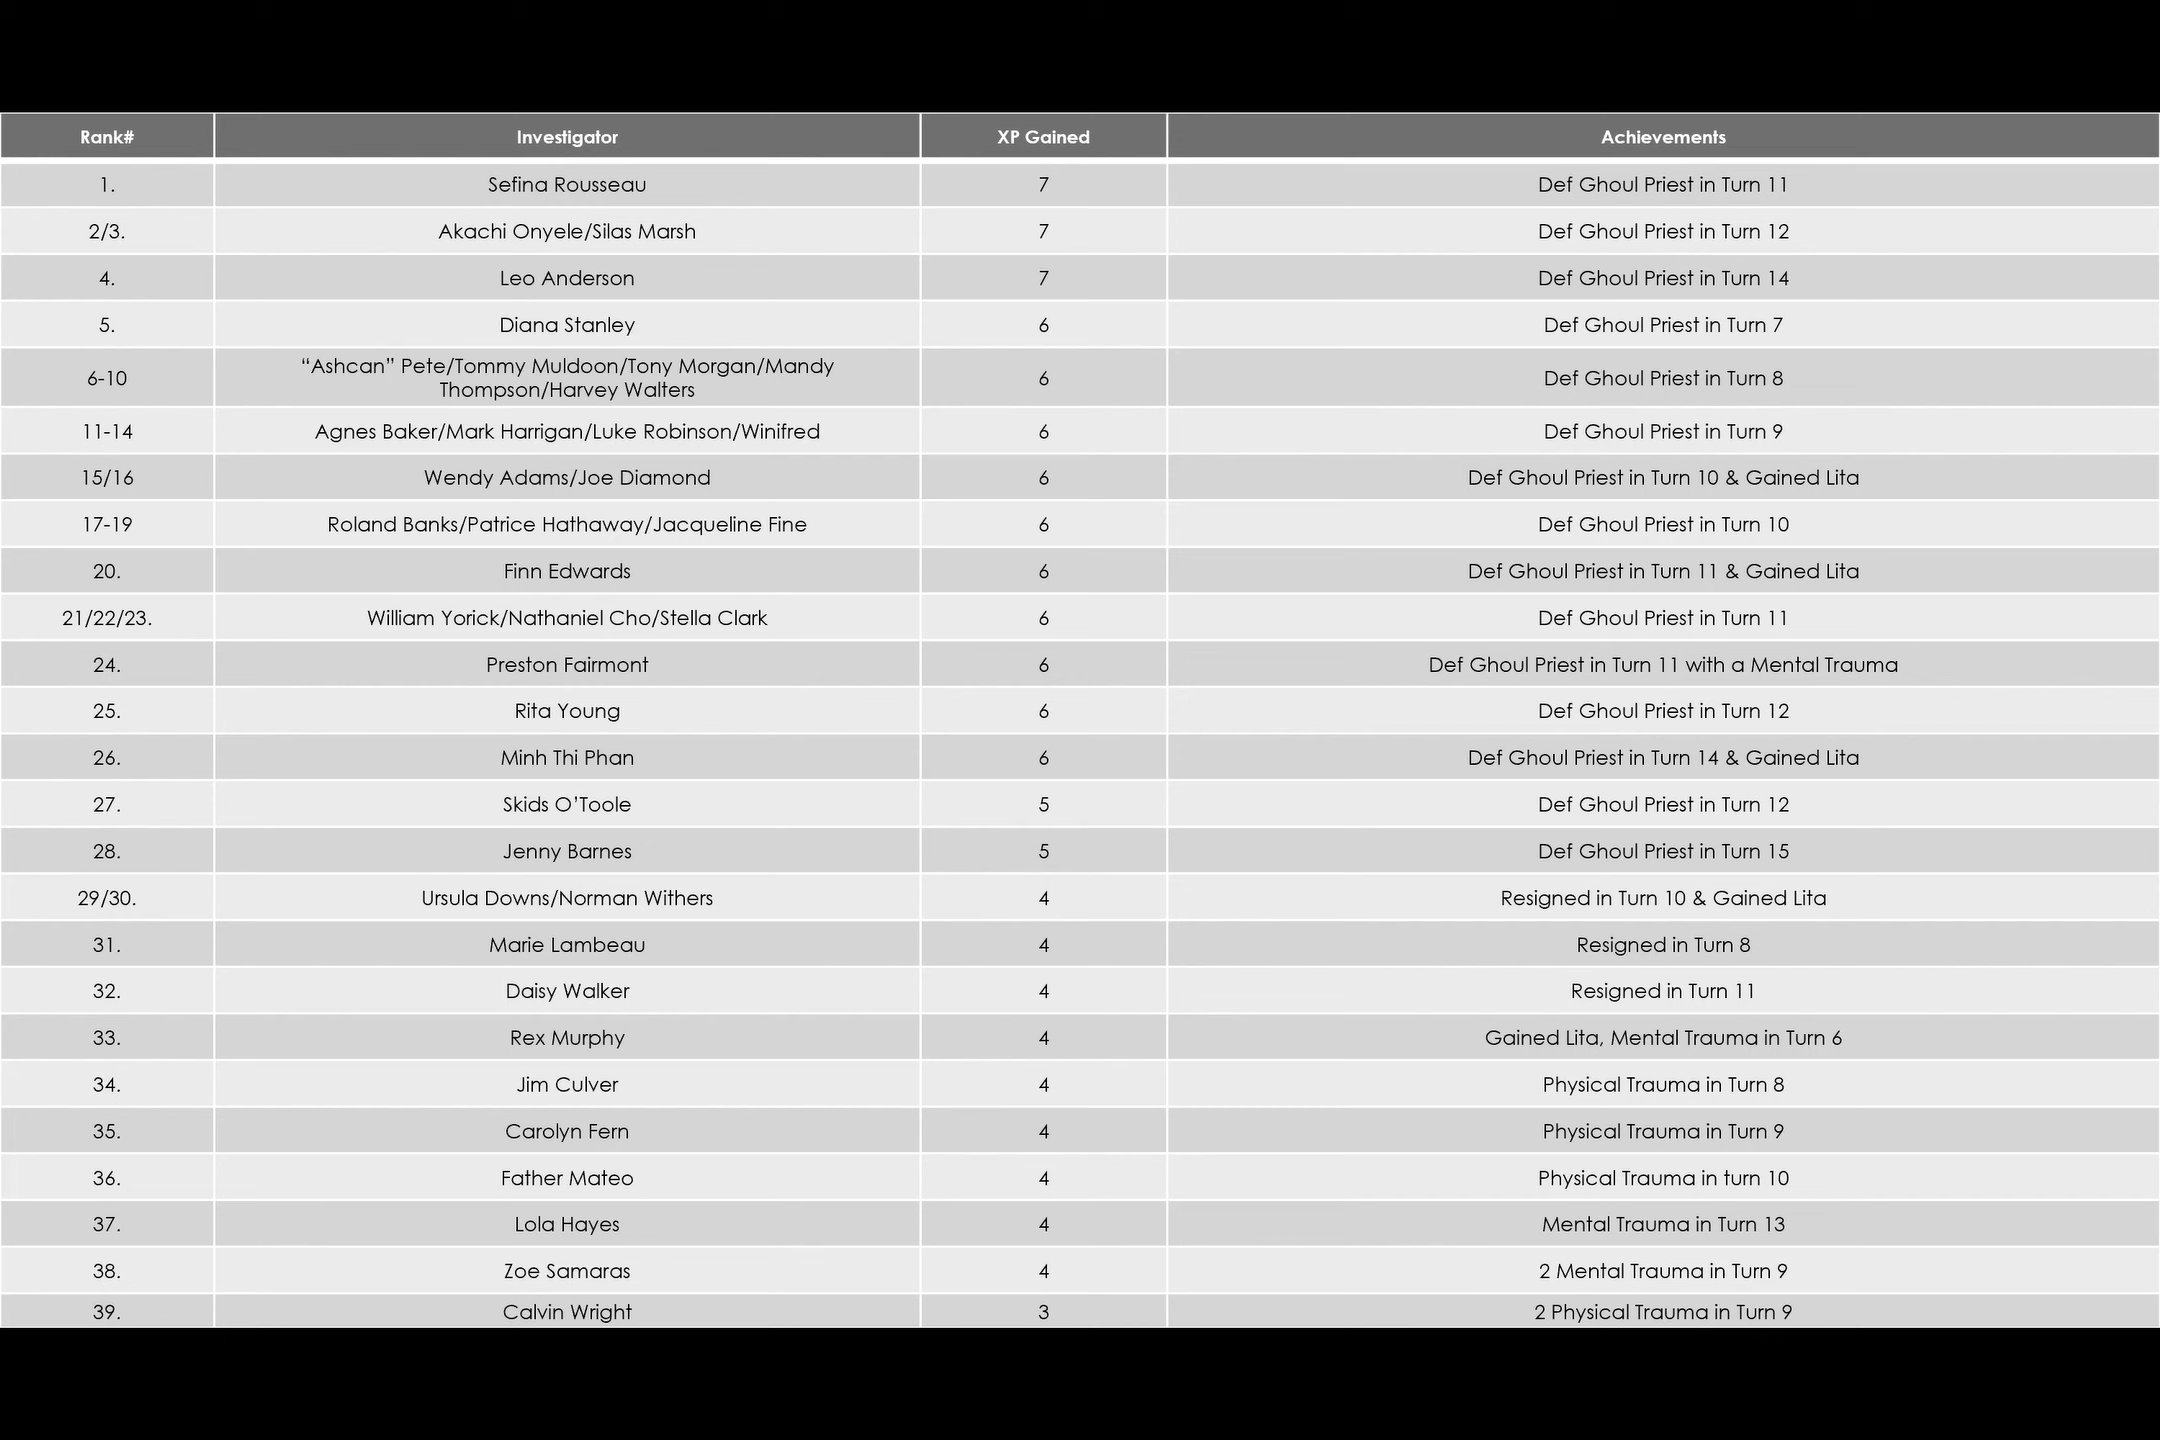 Rank# Investigator XP Gained Achievements
1. Sefina Rousseau 7 Def Ghoul Priest in Turn 11
2/3. Akachi Onyele/Silas Marsh 7 Def Ghoul Priest in Turn 12
4. Leo Anderson 7 Def Ghoul Priest in Turn 14
5. Diana Stanley 6 Def Ghoul Priest in Turn 7
6-10 “Ashcan” Pete/Tommy Muldoon/Tony Morgan/Mandy
Thompson/Harvey Walters 6 Def Ghoul Priest in Turn 8
11-14 Agnes Baker/Mark Harrigan/Luke Robinson/Winifred 6 Def Ghoul Priest in Turn 9
15/16 Wendy Adams/Joe Diamond 6 Def Ghoul Priest in Turn 10 & Gained Lita
17-19 Roland Banks/Patrice Hathaway/Jacqueline Fine 6 Def Ghoul Priest in Turn 10
20. Finn Edwards 6 Def Ghoul Priest in Turn 11 & Gained Lita
21/22/23. William Yorick/Nathaniel Cho/Stella Clark 6 Def Ghoul Priest in Turn 11
24. Preston Fairmont 6 Def Ghoul Priest in Turn 11 with a Mental Trauma
25. Rita Young 6 Def Ghoul Priest in Turn 12
26. Minh Thi Phan 6 Def Ghoul Priest in Turn 14 & Gained Lita
27. Skids O’Toole 5 Def Ghoul Priest in Turn 12
28. Jenny Barnes 5 Def Ghoul Priest in Turn 15
29/30. Ursula Downs/Norman Withers 4 Resigned in Turn 10 & Gained Lita
31. Marie Lambeau 4 Resigned in Turn 8
32. Daisy Walker 4 Resigned in Turn 11
33. Rex Murphy 4 Gained Lita, Mental Trauma in Turn 6
34. Jim Culver 4 Physical Trauma in Turn 8
35. Carolyn Fern 4 Physical Trauma in Turn 9
36. Father Mateo 4 Physical Trauma in turn 10
37. Lola Hayes 4 Mental Trauma in Turn 13
38. Zoe Samaras 4 2 Mental Trauma in Turn 9
39. Calvin Wright 3 2 Physical Trauma in Turn 9